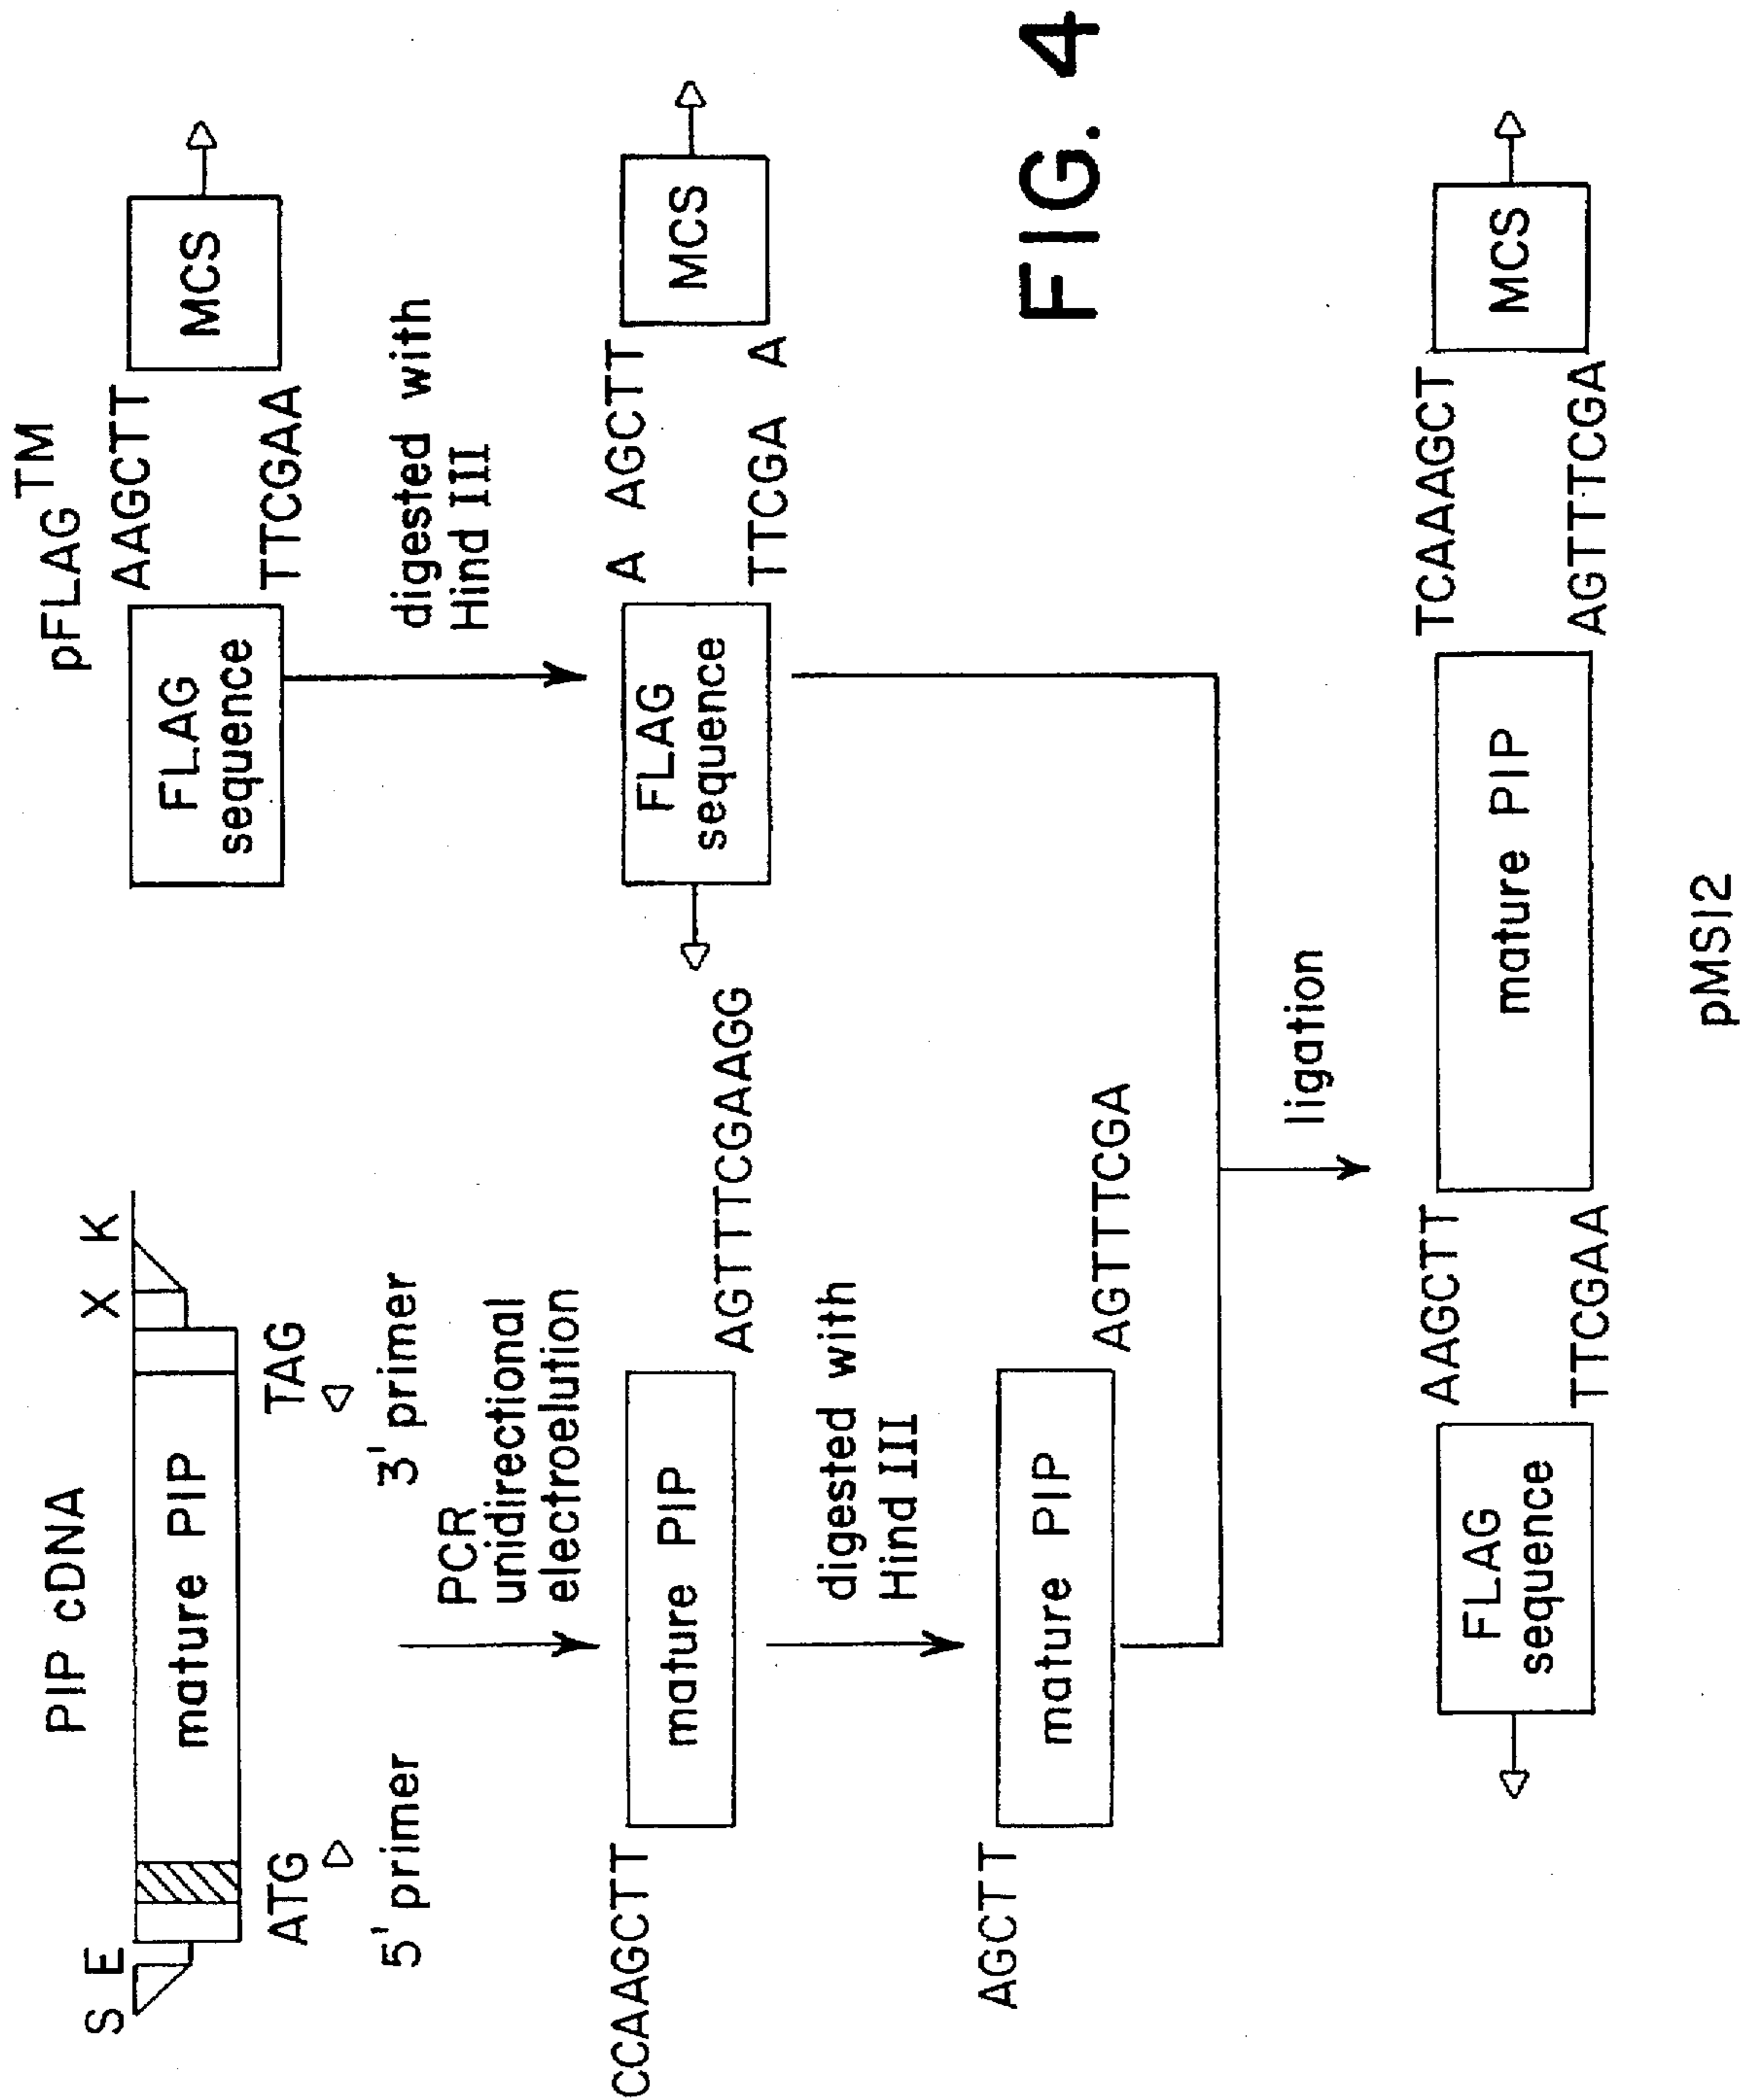 PIP cDNA
S E
X K
mature PIP
ATG
TAG
5' primer
3' primer
PCR
unidirectional
electroelution
CCAAGCTT
mature PIP
AGTTTCGAAGG
digested with
Hind III
AGCTT
mature PIP
AGTTTCGA
pFLAG™
FLAG
sequence
AAGCTT
TTCGAA
MCS
digested with
Hind III
FLAG
sequence
A AGCTT
TTCGA A
MCS
ligation
FLAG
sequence
AAGCTT
TTCGAA
mature PIP
TCAAAGCT
AGTTTCGA
MCS
pMS12
FIG. 4